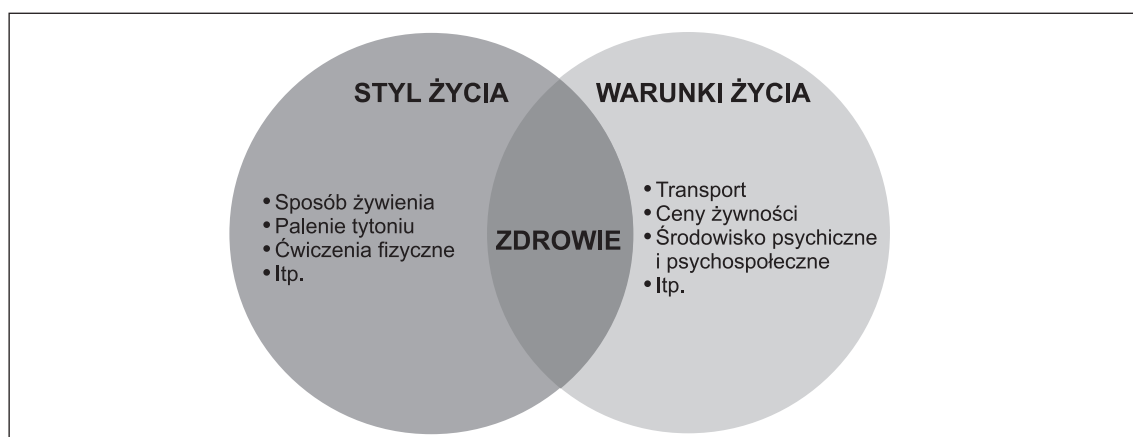 STYL ŻYCIA
• Sposób żywienia
• Palenie tytoniu
• Ćwiczenia fizyczne
• Itp.
ZDROWIE
WARUNKI ŻYCIA
• Transport
• Ceny żywności
• Środowisko psychiczne
i psychospołeczne
• Itp.